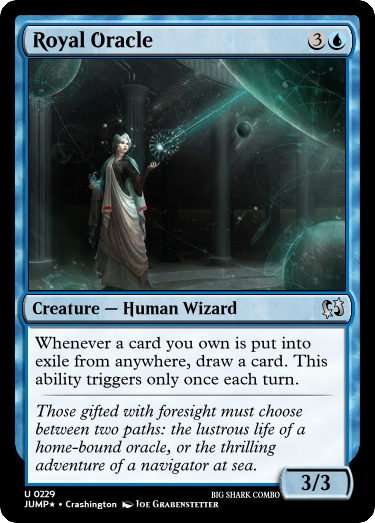 Royal Oracle 3
Creature — Human Wizard
Whenever a card you own is put into
exile from anywhere, draw a card. This
ability triggers only once each turn.
Those gifted with foresight must choose
between two paths: the lustrous life of a
home-bound oracle, or the thrilling
adventure of a navigator at sea.
3/3
U 0229
JUMP★ • Crashington Joe Grabenstetter
BIG SHARK COMBO